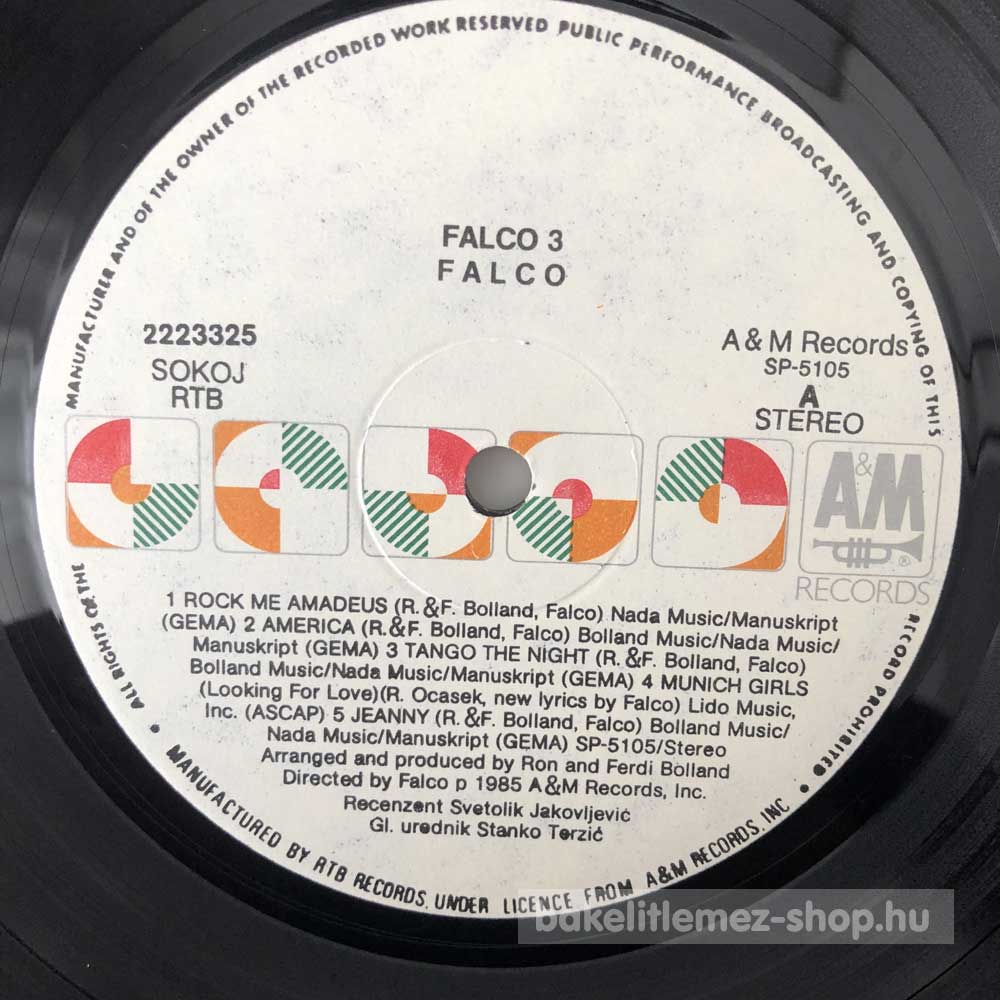 MANUFACTURER AND OF THE OWNER OF THE RECORDED WORK RESERVED PUBLIC PERFORMANCE BROADCASTING AND COPYING OF THIS
RECORD PROHIBITED
FALCO 3
FALCO
2223325
SOKOJ
RTB
A & M Records
SP-5105
A
STEREO
A&M
®
RECORDS
1 ROCK ME AMADEUS (R. &F. Bolland, Falco) Nada Music/Manuskript
(GEMA) 2 AMERICA (R.&F. Bolland, Falco) Bolland Music/Nada Music/
Manuskript (GEMA) 3 TANGO THE NIGHT (R. &F. Bolland, Falco)
Bolland Music/Nada Music/Manuskript (GEMA) 4 MUNICH GIRLS
(Looking For Love)(R. Ocasek, new lyrics by Falco) Lido Music,
Inc. (ASCAP) 5 JEANNY (R. &F. Bolland, Falco) Bolland Music/
Nada Music/Manuskript (GEMA) SP-5105/Stereo
Arranged and produced by Ron and Ferdi Bolland
Directed by Falco p 1985 A&M Records, Inc.
Recenzent Svetolik Jakovljević
Gl. urednik Stanko Terzić
• ALL RIGHTS OF THE
• MANUFACTURED BY RTB RECORDS, UNDER LICENCE FROM A&M RECORDS, INC •
bakelitlemez-shop.hu